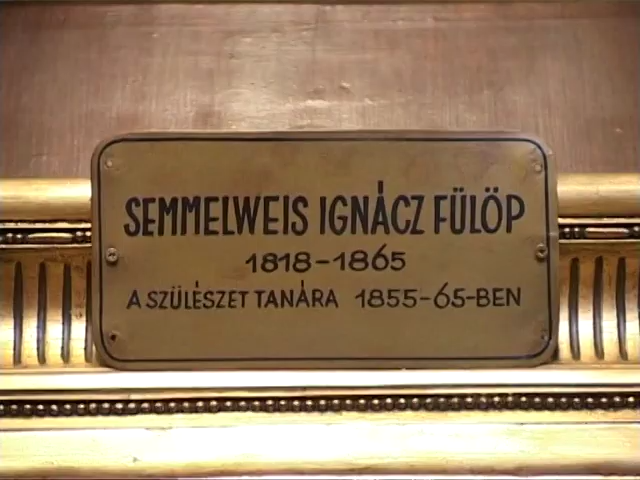 SEMMELWEIS IGNÁCZ FÜLÖP
1818-1865
A SZÜLÉSZET TANÁRA 1855-65-BEN